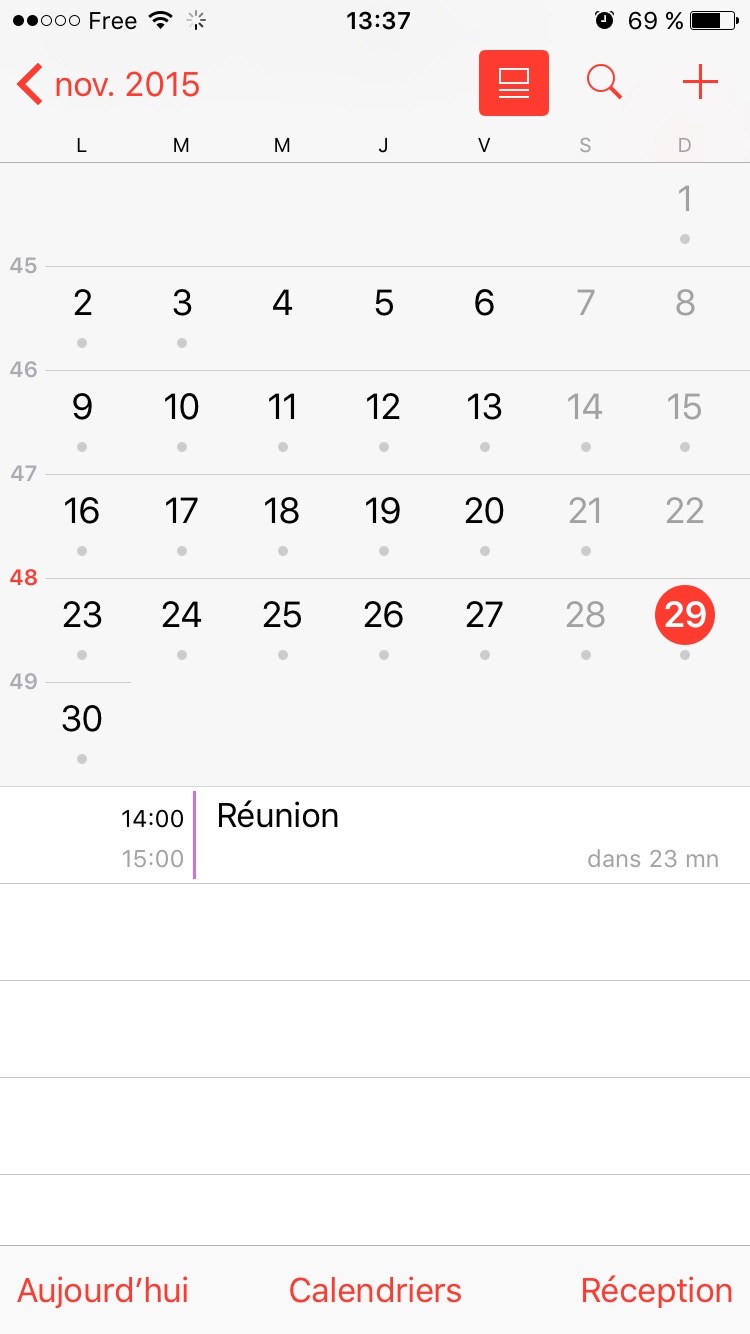 Free 13:37 69 %
nov. 2015
L M M J V S D
1
45
2 3 4 5 6 7 8
46
9 10 11 12 13 14 15
47
16 17 18 19 20 21 22
48
23 24 25 26 27 28 29
49
30
14:00 Réunion
15:00 dans 23 mn
Aujourd’hui Calendriers Réception